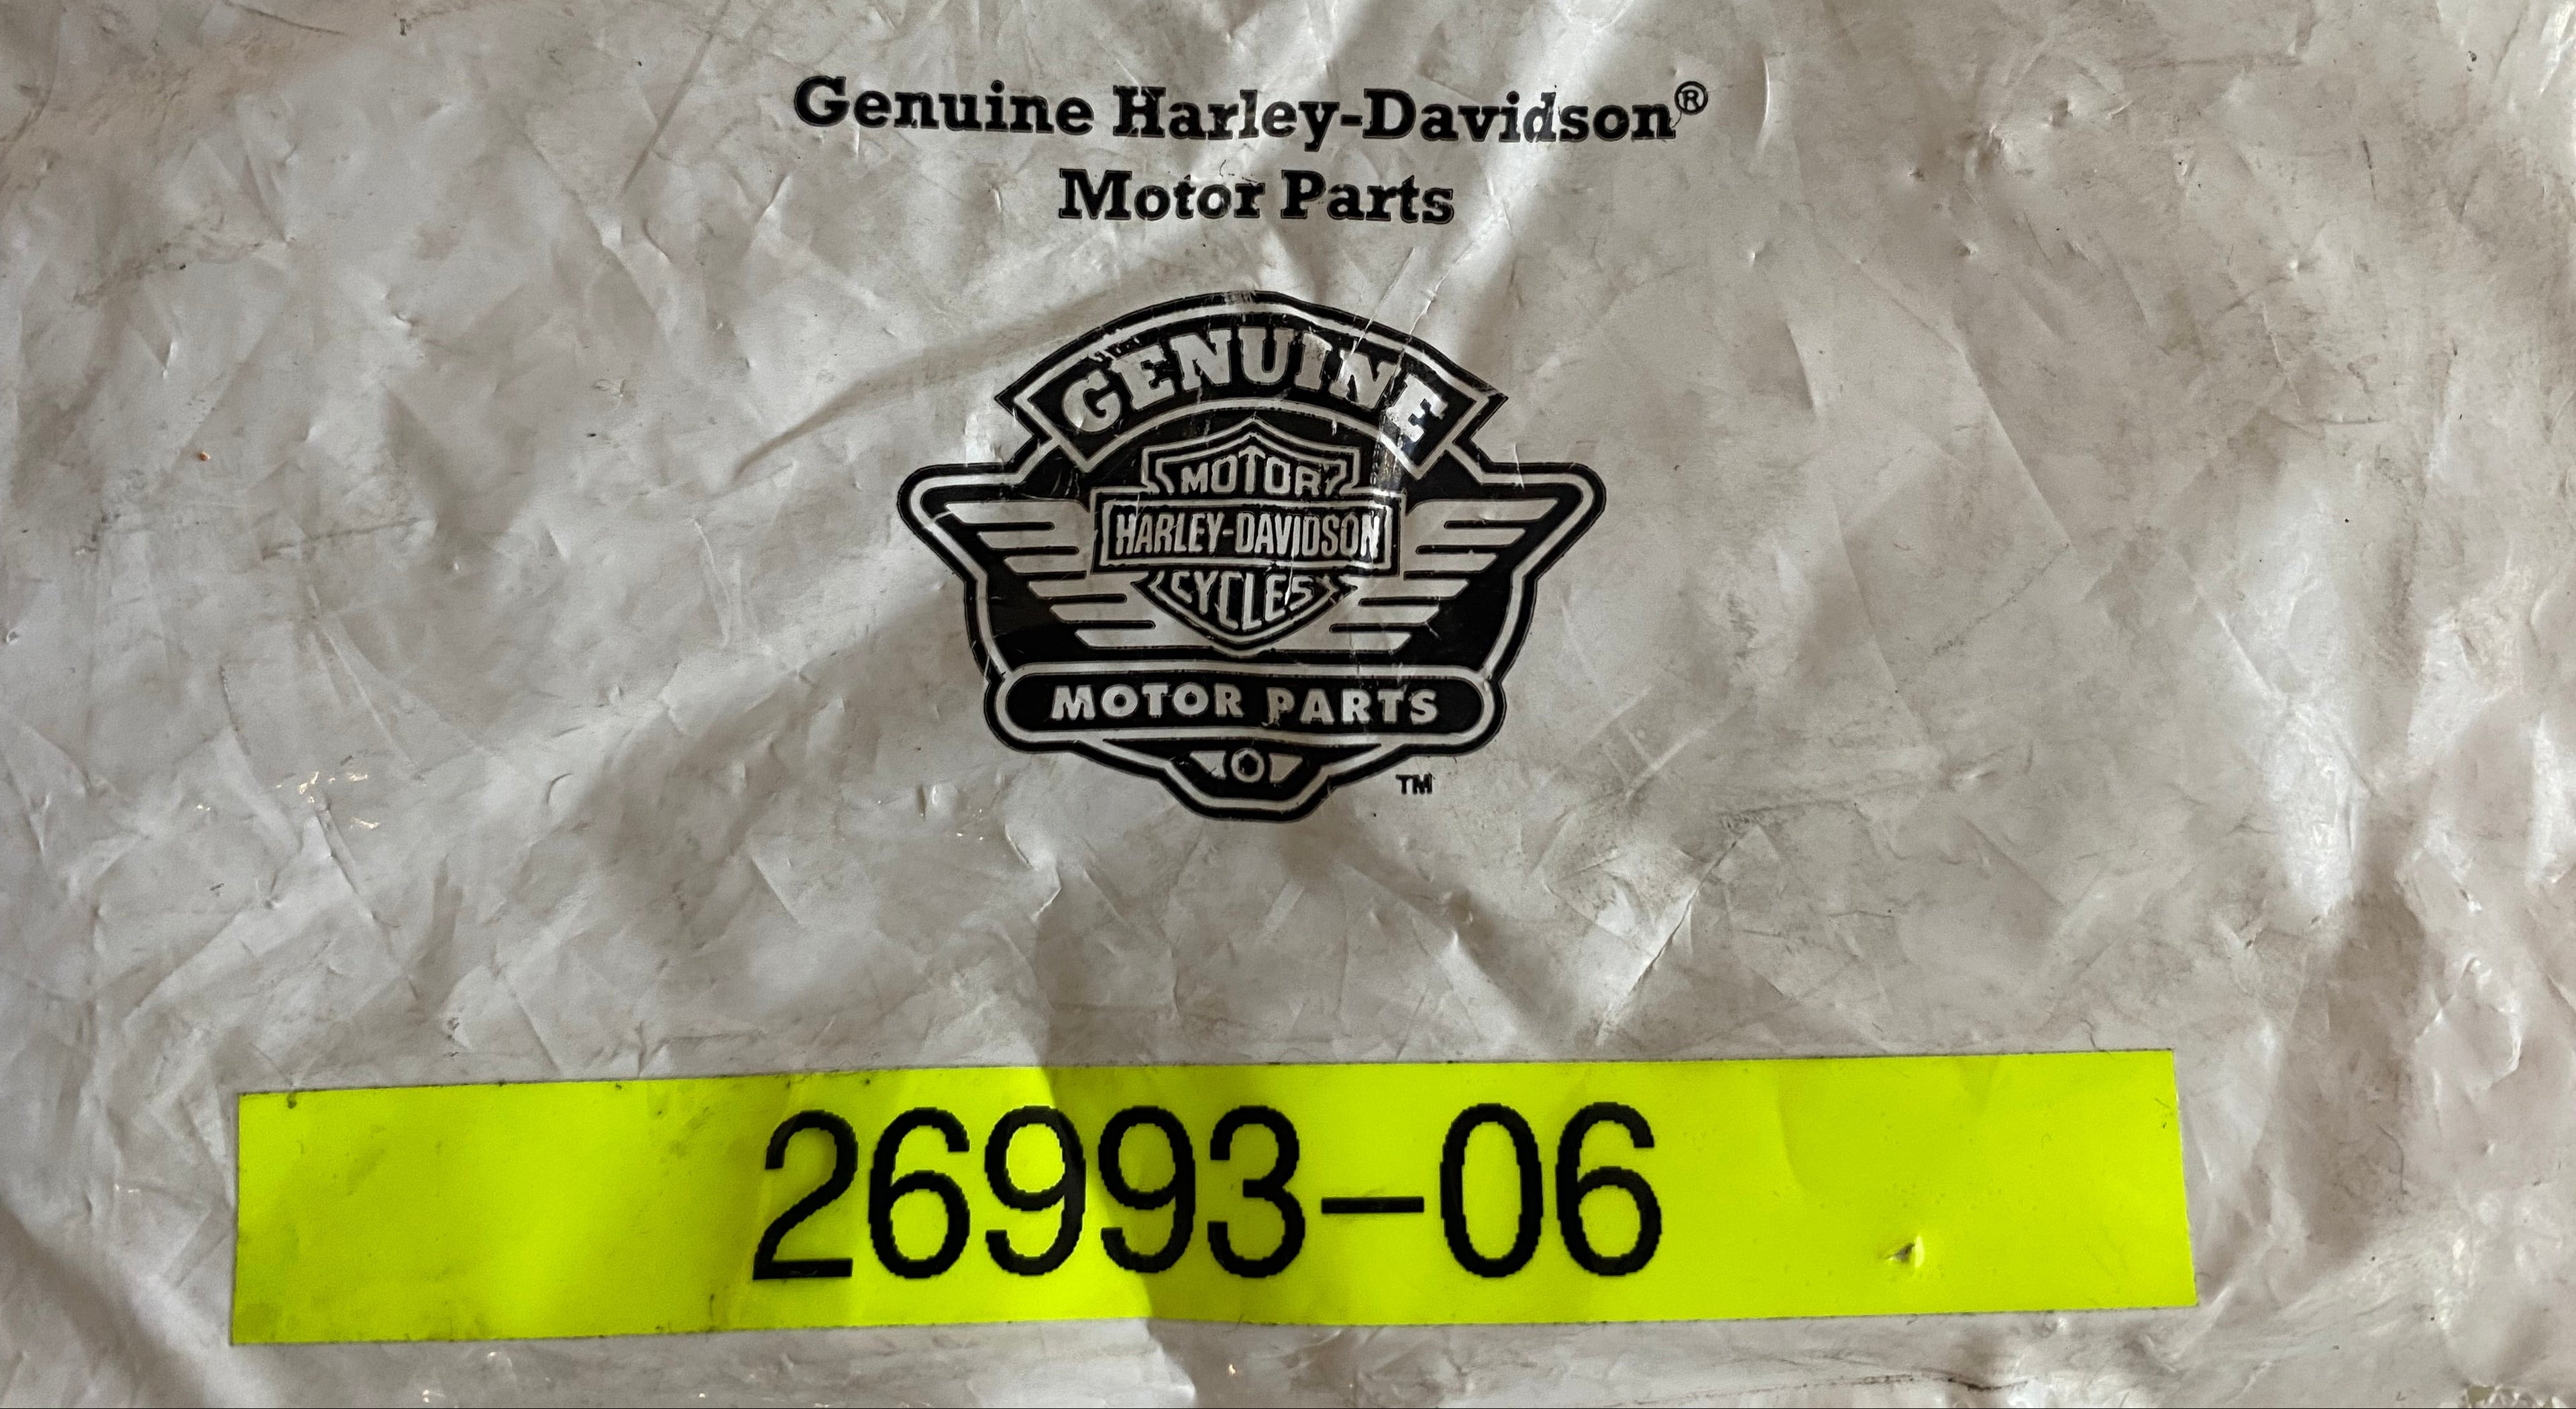 Genuine Harley-Davidson®
Motor Parts
GENUINE
MOTOR
HARLEY-DAVIDSON
CYCLES
MOTOR PARTS
TM
26993-06